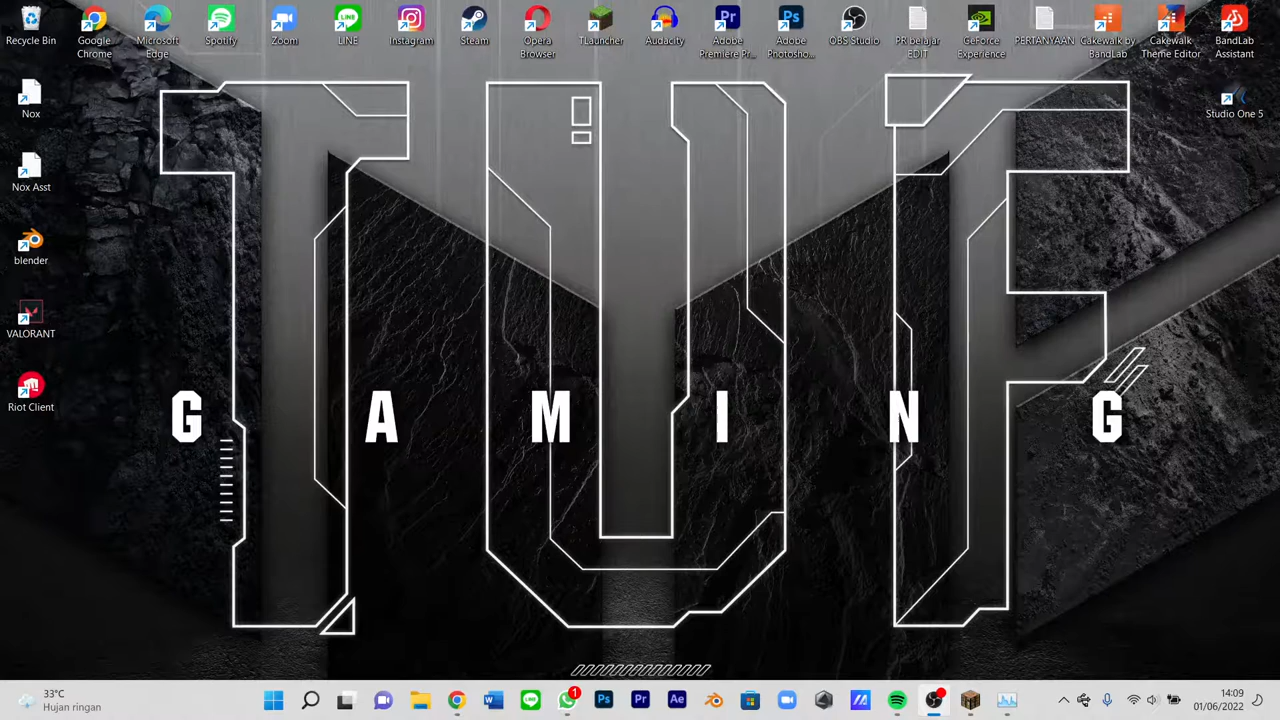 Recycle Bin
Google Chrome
Microsoft Edge
Spotify
Zoom
LINE
Instagram
Steam
Opera Browser
TLauncher
Audacity
Adobe Premiere Pr...
Adobe Photosho...
OBS Studio
PR Belajar EDIT
GeForce Experience
PERTANYAAN
Cakewalk by BandLab
Cakewalk Theme Editor
BandLab Assistant
Nox
Studio One 5
Nox Asst
blender
VALORANT
Riot Client
TUF
GAMING
33°C
Hujan ringan
1
14:09
01/06/2022